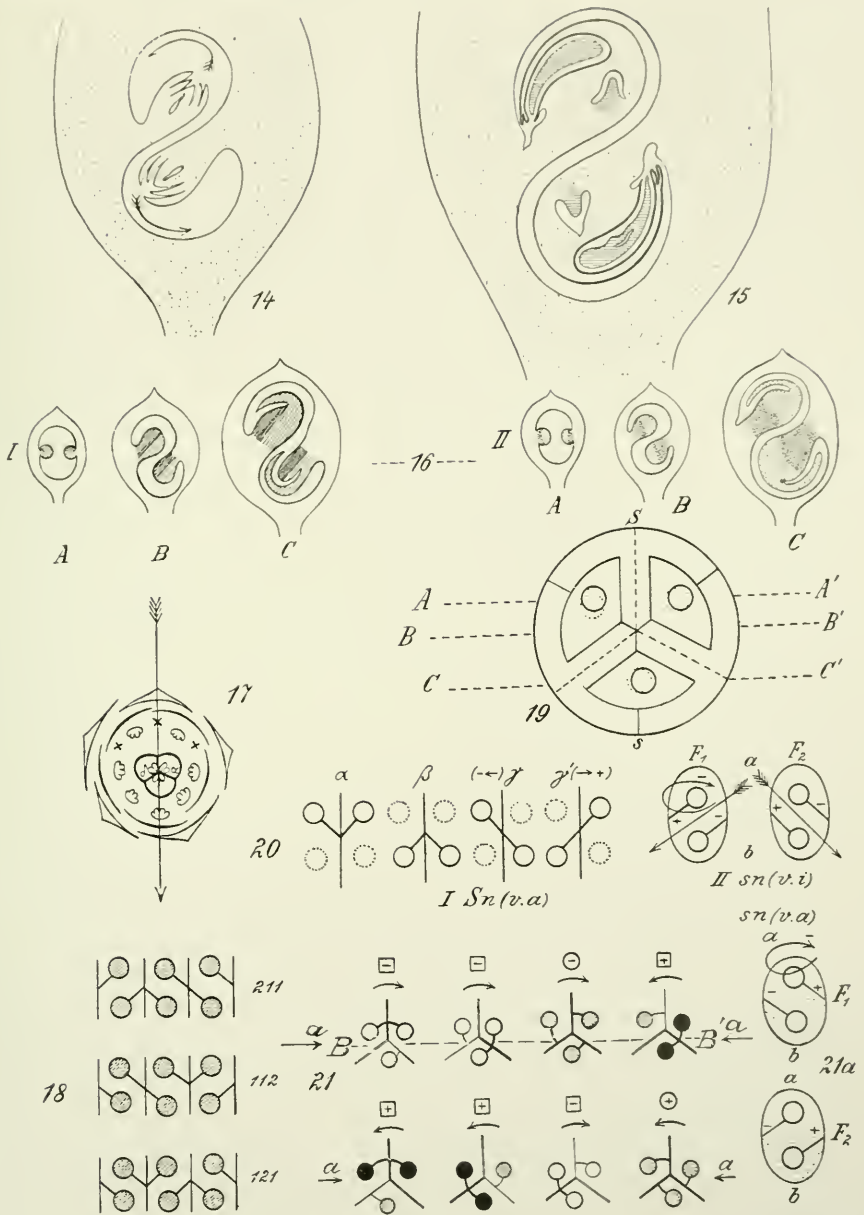 14
15
I
A
B
C
16
II
A
B
C
17
S
A
A'
B
B'
C
C'
19
s
20
α
β
(-←) γ
γ'(→+)
I Sn (v.a)
F₁
a
F₂
-
+
-
+
-
b
II sn (v.i)
18
211
112
121
a
B
21
-
-
-
+
B'
a
+
+
-
+
a
a
sn (v.a)
a
-
-
+
F₁
b
21a
a
-
+
F₂
b